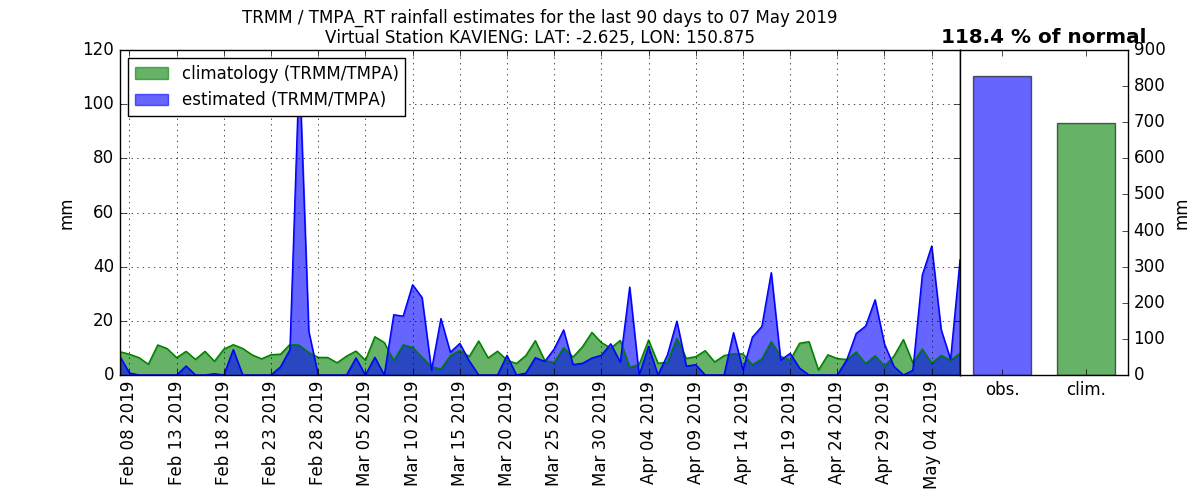 TRMM / TMPA_RT rainfall estimates for the last 90 days to 07 May 2019
Virtual Station KAVIENG: LAT: -2.625, LON: 150.875
118.4 % of normal
climatology (TRMM/TMPA)
estimated (TRMM/TMPA)
120
100
80
60
40
20
0
mm
900
800
700
600
500
400
300
200
100
0
mm
Feb 08 2019
Feb 13 2019
Feb 18 2019
Feb 23 2019
Feb 28 2019
Mar 05 2019
Mar 10 2019
Mar 15 2019
Mar 20 2019
Mar 25 2019
Mar 30 2019
Apr 04 2019
Apr 09 2019
Apr 14 2019
Apr 19 2019
Apr 24 2019
Apr 29 2019
May 04 2019
obs.
clim.